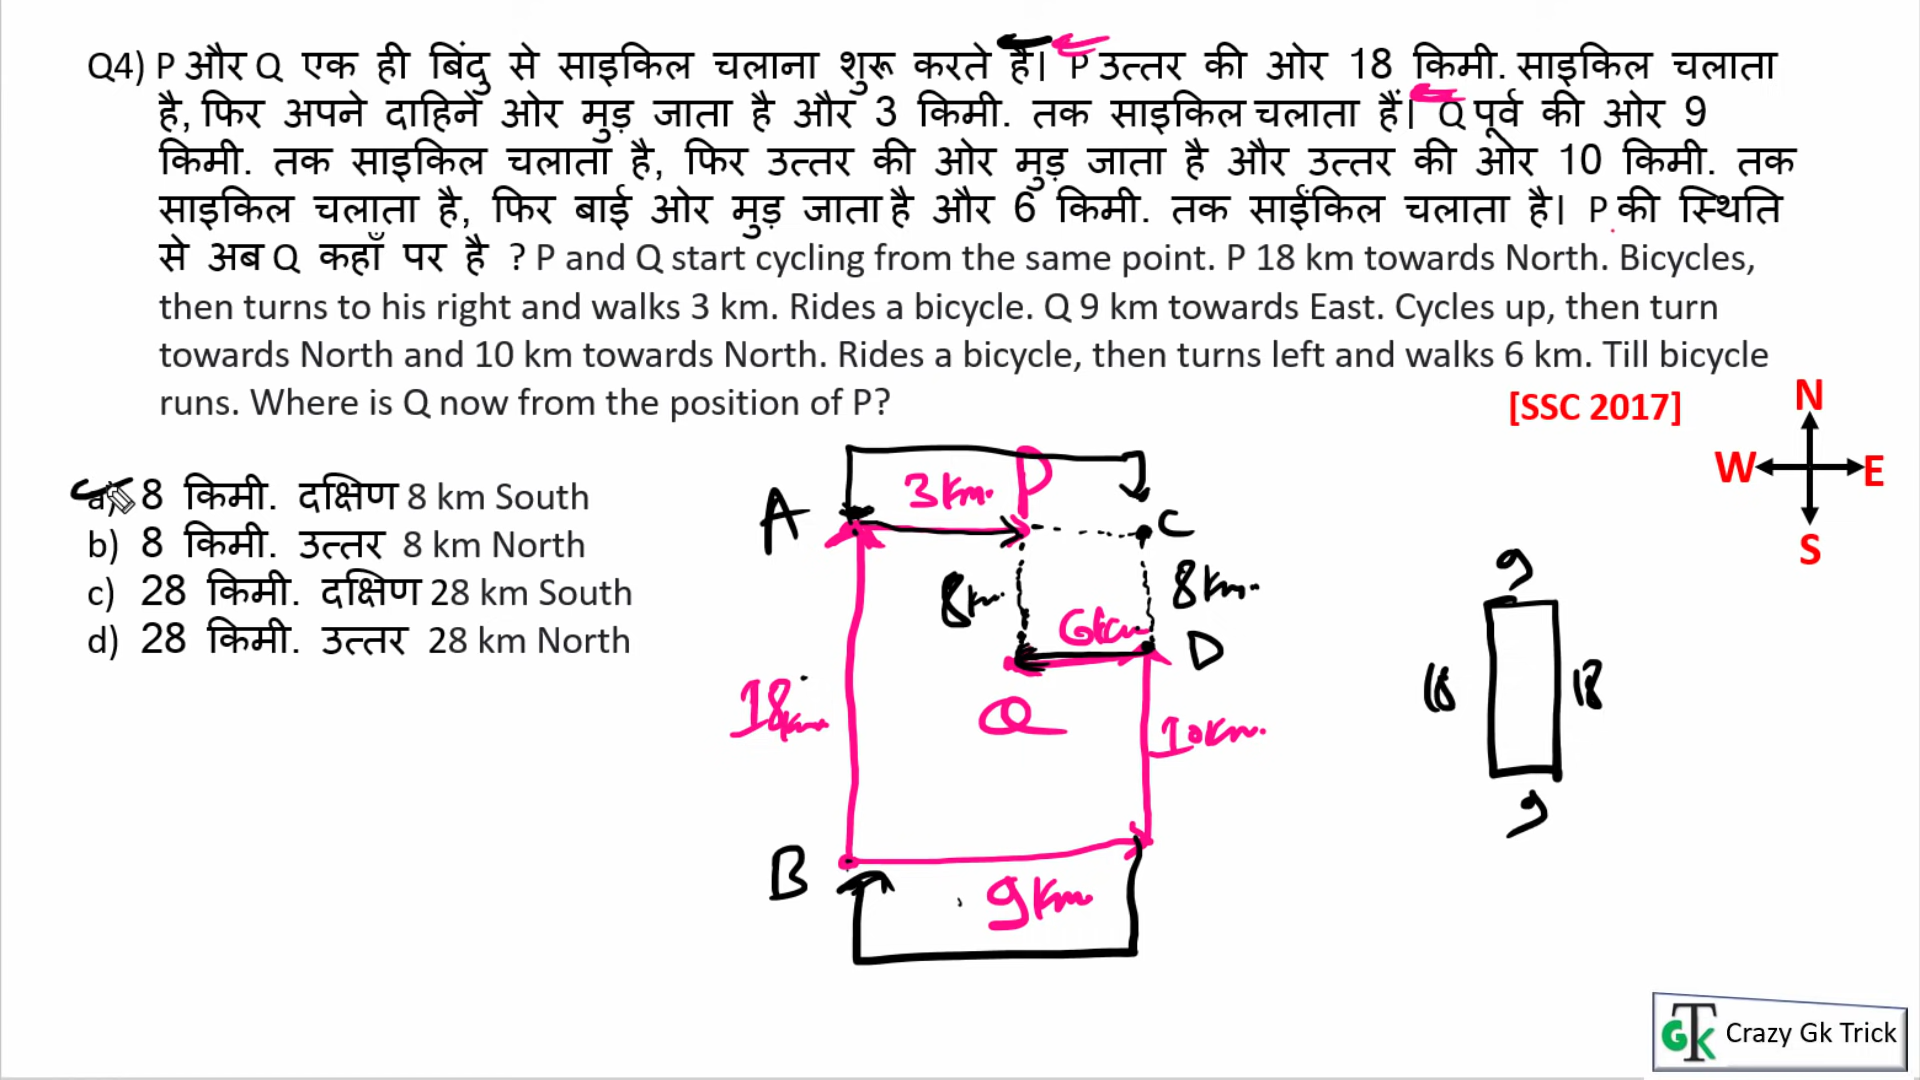 Q4) P और Q एक ही बिंदु से साइकिल चलाना शुरू करते हैं। P उत्तर की ओर 18 किमी. साइकिल चलाता
है, फिर अपने दाहिने ओर मुड़ जाता है और 3 किमी. तक साइकिल चलाता हैं। Q पूर्व की ओर 9
किमी. तक साइकिल चलाता है, फिर उत्तर की ओर मुड़ जाता है और उत्तर की ओर 10 किमी. तक
साइकिल चलाता है, फिर बाई ओर मुड़ जाता है और 6 किमी. तक साईकिल चलाता है। P की स्थिति
से अब Q कहाँ पर है ? P and Q start cycling from the same point. P 18 km towards North. Bicycles,
then turns to his right and walks 3 km. Rides a bicycle. Q 9 km towards East. Cycles up, then turn
towards North and 10 km towards North. Rides a bicycle, then turns left and walks 6 km. Till bicycle
runs. Where is Q now from the position of P?
[SSC 2017]
N
W E
S
a) 8 किमी. दक्षिण 8 km South
b) 8 किमी. उत्तर 8 km North
c) 28 किमी. दक्षिण 28 km South
d) 28 किमी. उत्तर 28 km North
3 km. P
A C
8km. 8km.
6km D
18km Q 10km.
B 9km
9
18 18
9
GTK Crazy Gk Trick